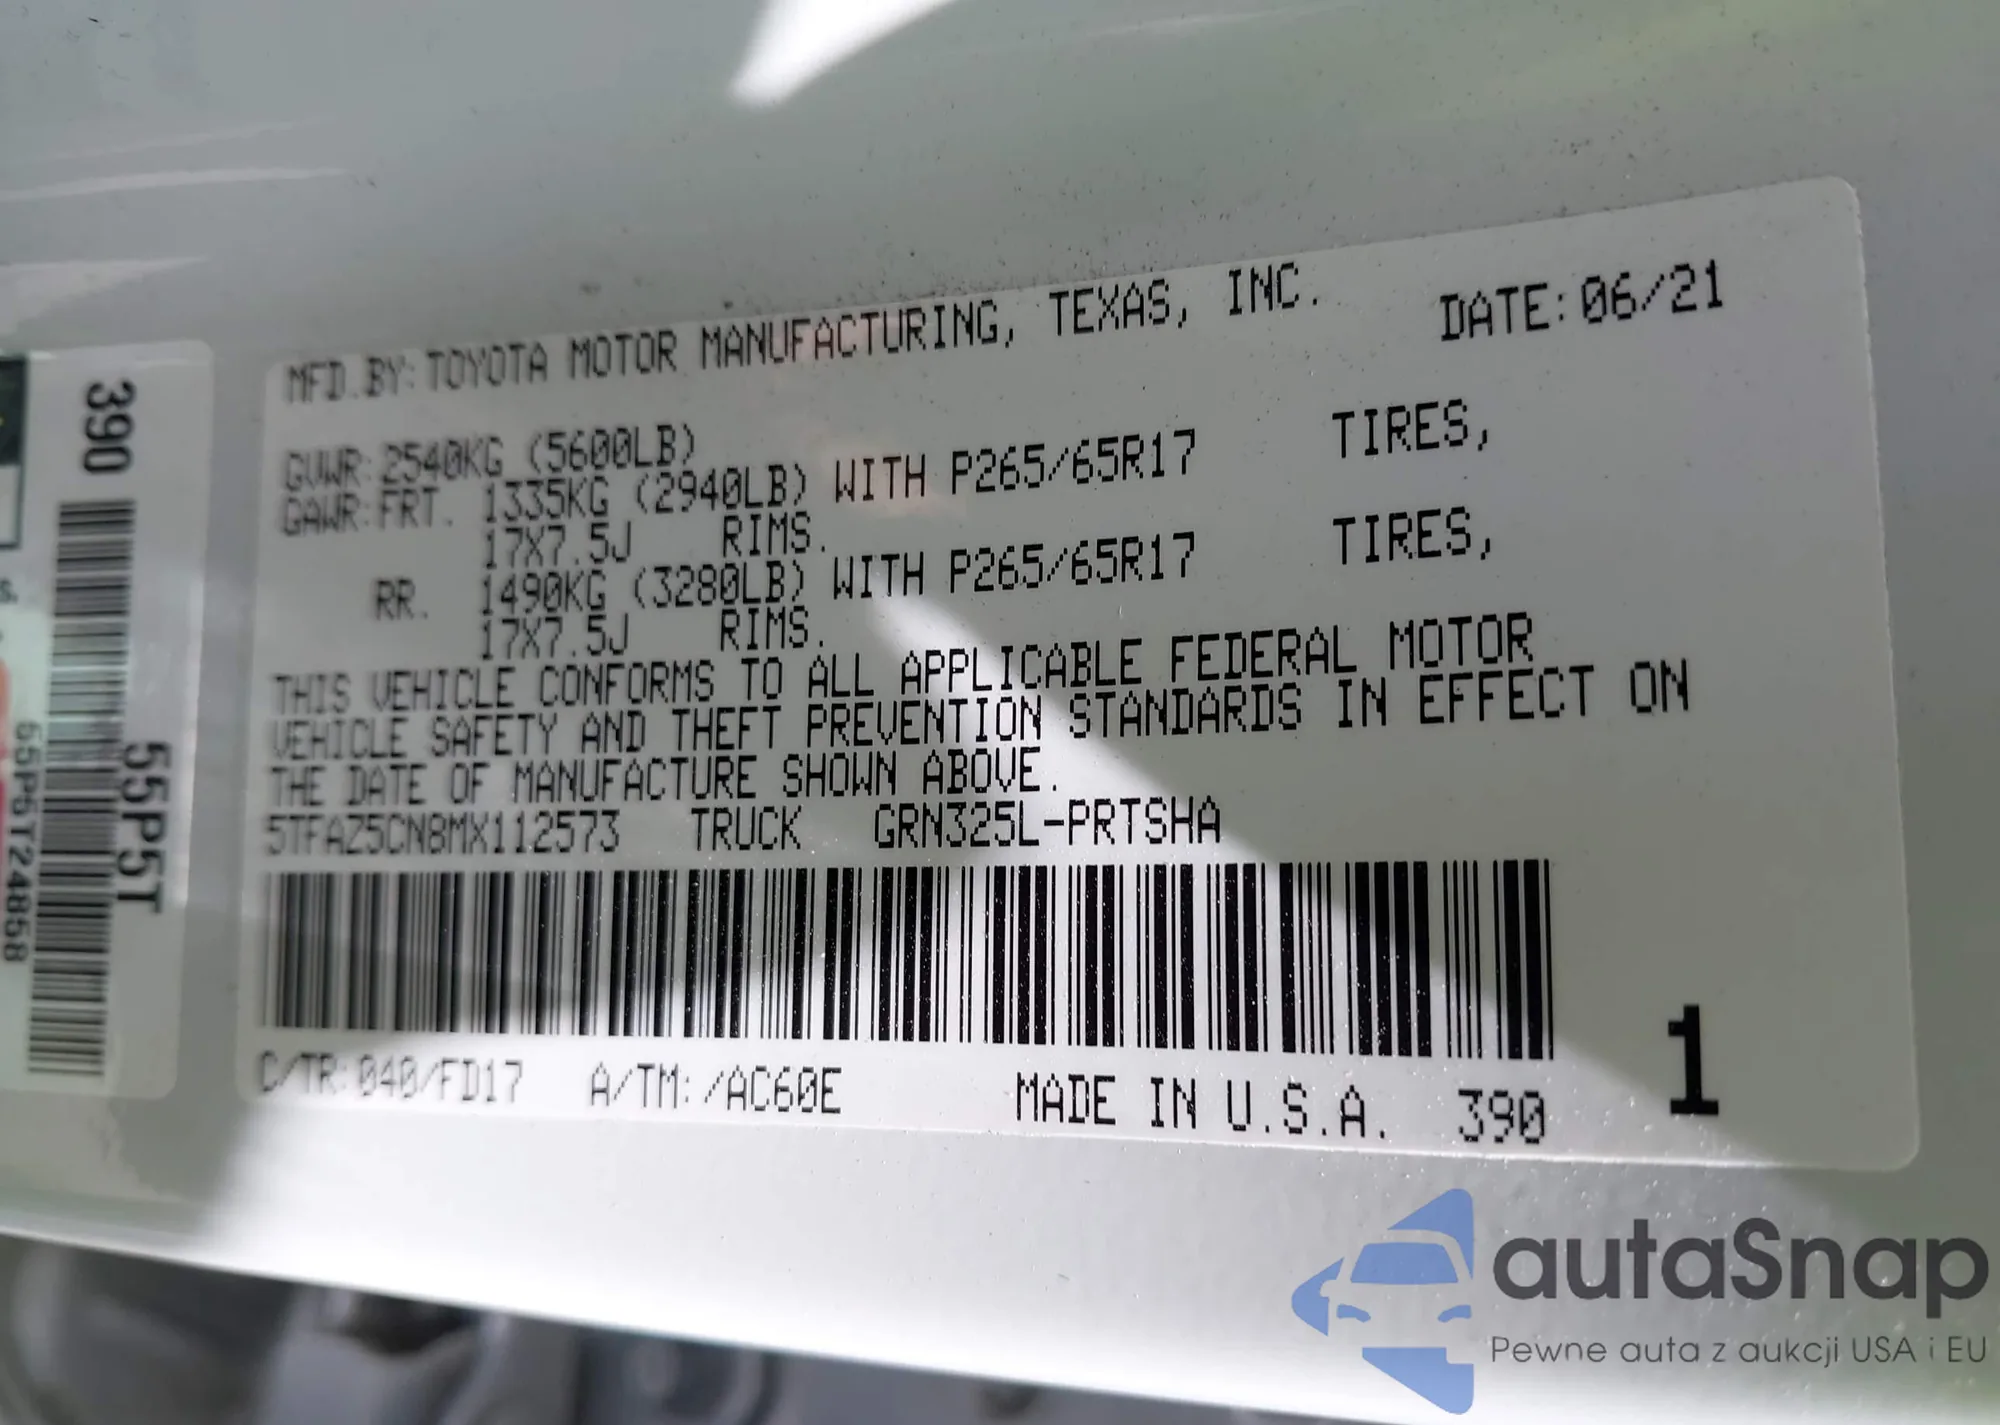 MFD.BY:TOYOTA MOTOR MANUFACTURING, TEXAS, INC. DATE:06/21
GVWR:2540KG (5600LB)
GAWR:FRT. 1335KG (2940LB) WITH P265/65R17 TIRES,
17X7.5J RIMS.
RR. 1490KG (3280LB) WITH P265/65R17 TIRES,
17X7.5J RIMS.
THIS VEHICLE CONFORMS TO ALL APPLICABLE FEDERAL MOTOR
VEHICLE SAFETY AND THEFT PREVENTION STANDARDS IN EFFECT ON
THE DATE OF MANUFACTURE SHOWN ABOVE.
5TFAZ5CN8MX112573 TRUCK GRN325L-PRTSHA
C/TR:040/FD17 A/TM:/AC60E MADE IN U.S.A. 390
1
390
55P5T
55P5T24858
autaSnap
Pewne auta z aukcji USA i EU